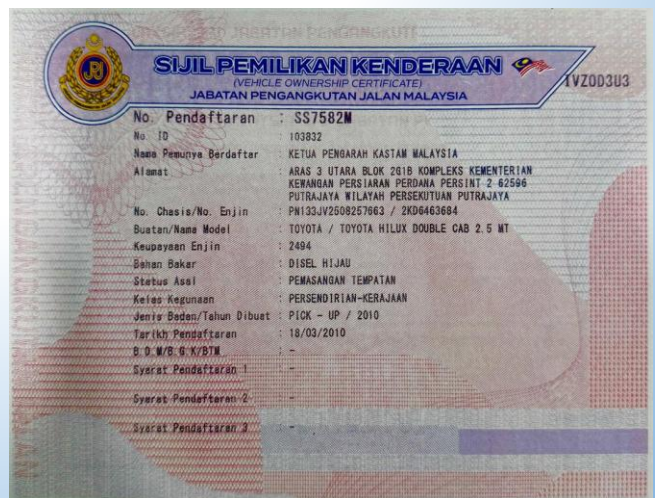 SIJIL PEMILIKAN KENDERAAN
(VEHICLE OWNERSHIP CERTIFICATE)
JABATAN PENGANGKUTAN JALAN MALAYSIA
1VZ0D3U3
No. Pendaftaran : SS7582M
No. ID : 103832
Nama Pemunya Berdaftar : KETUA PENGARAH KASTAM MALAYSIA
Alamat : ARAS 3 UTARA BLOK 2G1B KOMPLEKS KEMENTERIAN
KEWANGAN PERSIARAN PERDANA PERSINT 2 62596
PUTRAJAYA WILAYAH PERSEKUTUAN PUTRAJAYA
No. Chasis/No. Enjin : PN133JV2508257663 / 2KD6463684
Buatan/Nama Model : TOYOTA / TOYOTA HILUX DOUBLE CAB 2.5 MT
Keupayaan Enjin : 2494
Bahan Bakar : DISEL HIJAU
Status Asal : PEMASANGAN TEMPATAN
Kelas Kegunaan : PERSENDIRIAN-KERAJAAN
Jenis Badan/Tahun Dibuat : PICK - UP / 2010
Tarikh Pendaftaran : 18/03/2010
B.D.M/B.G.K/BTM : -
Syarat Pendaftaran 1 : -
Syarat Pendaftaran 2 : -
Syarat Pendaftaran 3 : -